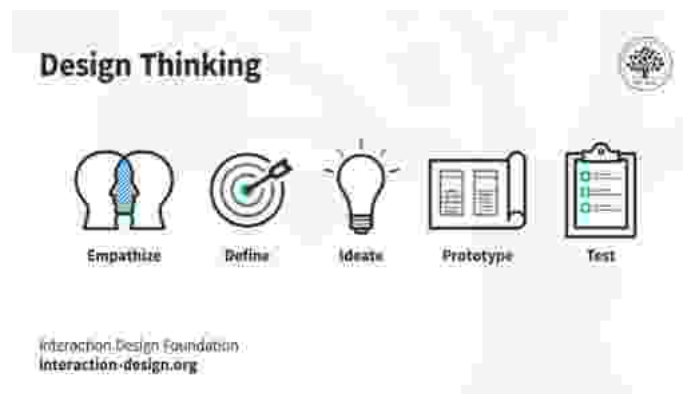 Design Thinking
Empathize
Define
Ideate
Prototype
Test
Interaction Design Foundation
interaction-design.org